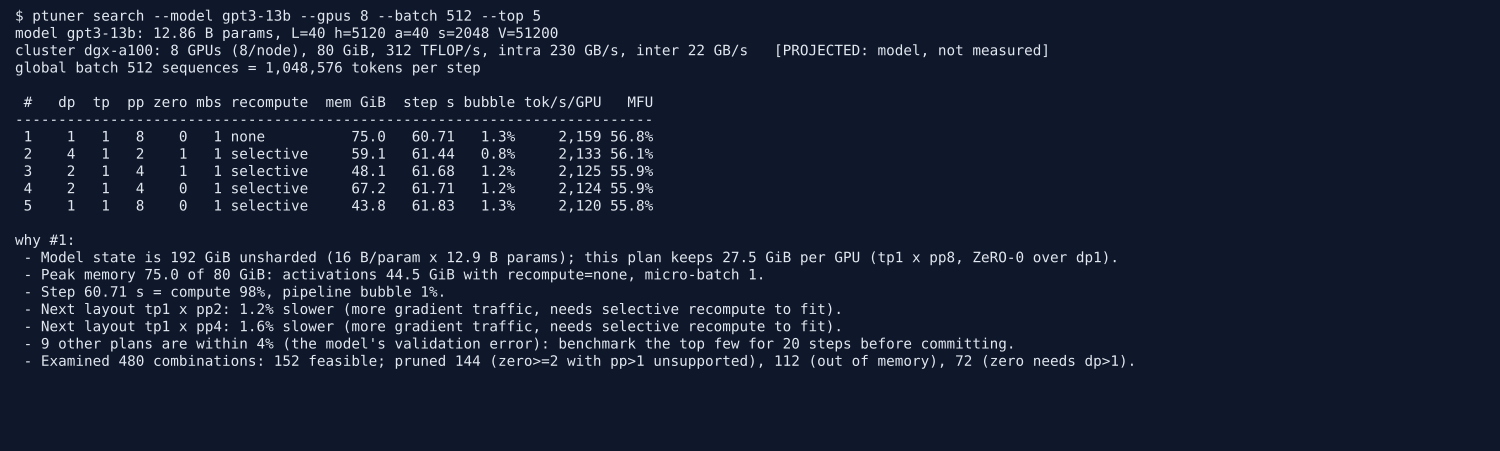 $ ptuner search --model gpt3-13b --gpus 8 --batch 512 --top 5
model gpt3-13b: 12.86 B params, L=40 h=5120 a=40 s=2048 V=51200
cluster dgx-a100: 8 GPUs (8/node), 80 GiB, 312 TFLOP/s, intra 230 GB/s, inter 22 GB/s   [PROJECTED: model, not measured]
global batch 512 sequences = 1,048,576 tokens per step

 #   dp  tp  pp zero mbs recompute  mem GiB  step s bubble tok/s/GPU   MFU
--------------------------------------------------------------------------
 1    1   1   8    0   1 none          75.0   60.71   1.3%     2,159 56.8%
 2    4   1   2    1   1 selective     59.1   61.44   0.8%     2,133 56.1%
 3    2   1   4    1   1 selective     48.1   61.68   1.2%     2,125 55.9%
 4    2   1   4    0   1 selective     67.2   61.71   1.2%     2,124 55.9%
 5    1   1   8    0   1 selective     43.8   61.83   1.3%     2,120 55.8%

why #1:
 - Model state is 192 GiB unsharded (16 B/param x 12.9 B params); this plan keeps 27.5 GiB per GPU (tp1 x pp8, ZeRO-0 over dp1).
 - Peak memory 75.0 of 80 GiB: activations 44.5 GiB with recompute=none, micro-batch 1.
 - Step 60.71 s = compute 98%, pipeline bubble 1%.
 - Next layout tp1 x pp2: 1.2% slower (more gradient traffic, needs selective recompute to fit).
 - Next layout tp1 x pp4: 1.6% slower (more gradient traffic, needs selective recompute to fit).
 - 9 other plans are within 4% (the model's validation error): benchmark the top few for 20 steps before committing.
 - Examined 480 combinations: 152 feasible; pruned 144 (zero>=2 with pp>1 unsupported), 112 (out of memory), 72 (zero needs dp>1).